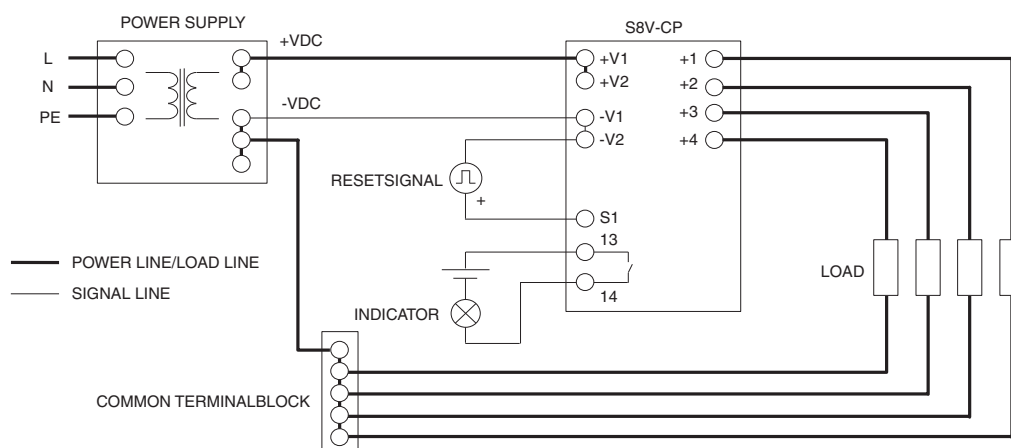 POWER SUPPLY
+VDC
S8V-CP
L
N
PE
-VDC
+V1
+V2
-V1
-V2
+1
+2
+3
+4
RESETSIGNAL
+
S1
13
14
POWER LINE/LOAD LINE
SIGNAL LINE
INDICATOR
LOAD
COMMON TERMINALBLOCK